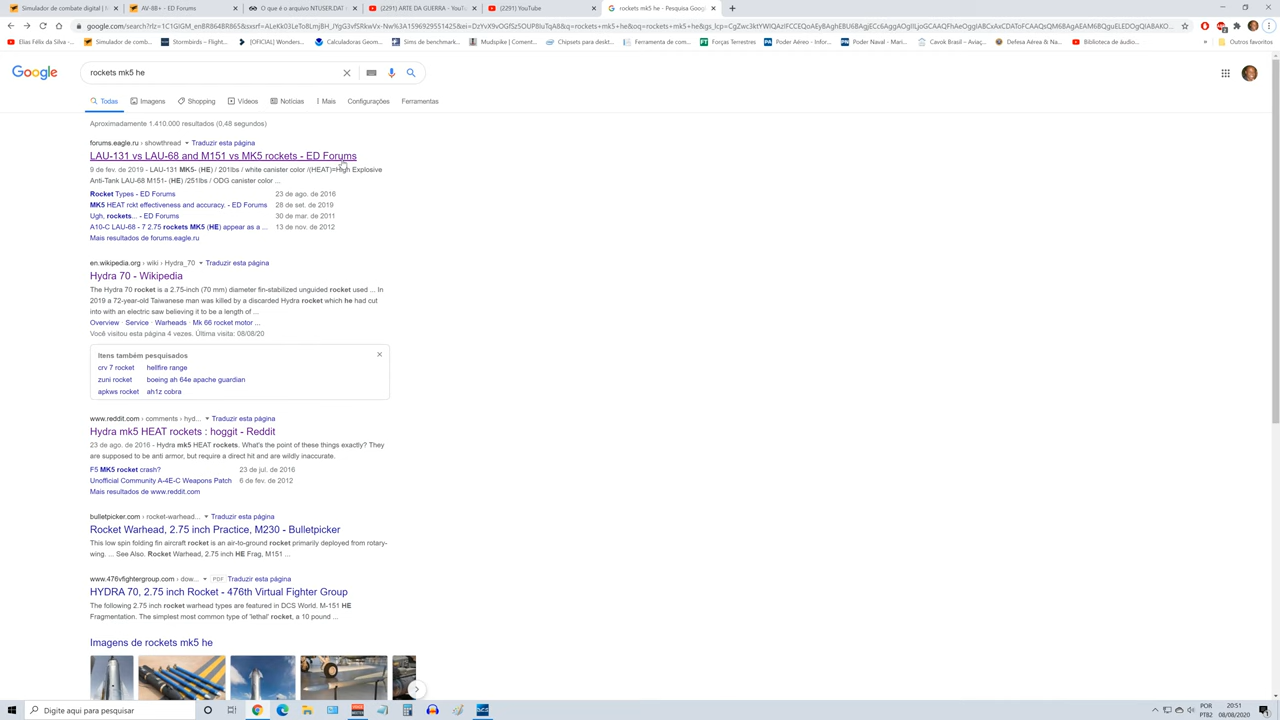 Simulador de combate digital | W
AV-88+ - ED Forums
O que é o arquivo NTUSER.DAT n
(2291) ARTE DA GUERRA - YouT
(2291) YouTube
rockets mk5 he - Pesquisa Goog
Elias Félix da Silva...
Simulador de comb...
Stormbirds – Flight...
[OFICIAL] Wonders...
Calculadoras Geom...
Sims de benchmark...
Mudspike | Coment...
Chipsets para deskt...
Ferramenta de com...
Forças Terrestres
Poder Aéreo - Infor...
Poder Naval - Mari...
Cavok Brasil – Aviaç...
Defesa Aérea & Na...
Biblioteca de áudio...
Outros favoritos
Google
rockets mk5 he
Todas
Imagens
Shopping
Vídeos
Notícias
Mais
Configurações
Ferramentas
Aproximadamente 1.410.000 resultados (0,48 segundos)
forums.eagle.ru › showthread
Traduzir esta página
LAU-131 vs LAU-68 and M151 vs MK5 rockets - ED Forums
9 de fev. de 2019 - LAU-131 MK5- (HE) / 201lbs / white canister color /(HEAT)=High Explosive
Anti-Tank LAU-68 M151- (HE) /251lbs / ODG canister color ...
Rocket Types - ED Forums
23 de ago. de 2016
MK5 HEAT rckt effectiveness and accuracy. - ED Forums
28 de set. de 2019
Ugh, rockets... - ED Forums
30 de mar. de 2011
A10-C LAU-68 - 7 2.75 rockets MK5 (HE) appear as a ...
13 de nov. de 2012
Mais resultados de forums.eagle.ru
en.wikipedia.org › wiki › Hydra_70
Traduzir esta página
Hydra 70 - Wikipedia
The Hydra 70 rocket is a 2.75-inch (70 mm) diameter fin-stabilized unguided rocket used ... In
2019 a 72-year-old Taiwanese man was killed by a discarded Hydra rocket which he had cut
into with an electric saw believing it to be a length of ...
Overview · Service · Warheads · Mk 66 rocket motor ...
Você visitou esta página 4 vezes. Última visita: 08/08/20
Itens também pesquisados
crv 7 rocket
hellfire range
zuni rocket
boeing ah 64e apache guardian
apkws rocket
ah1z cobra
www.reddit.com › comments › hyd...
Traduzir esta página
Hydra mk5 HEAT rockets : hoggit - Reddit
23 de ago. de 2016 - Hydra mk5 HEAT rockets. What's the point of these things exactly? They
are supposed to be anti armor, but require a direct hit and are wildly inaccurate.
F5 MK5 rocket crash?
23 de jul. de 2016
Unofficial Community A-4E-C Weapons Patch
6 de fev. de 2012
Mais resultados de www.reddit.com
bulletpicker.com › rocket-warhead...
Traduzir esta página
Rocket Warhead, 2.75 inch Practice, M230 - Bulletpicker
This low spin folding fin aircraft rocket is an air-to-ground rocket primarily deployed from rotary-
wing. ... See Also. Rocket Warhead, 2.75 inch HE Frag, M151 ...
www.476vfightergroup.com › dow...
PDF
Traduzir esta página
HYDRA 70, 2.75 inch Rocket - 476th Virtual Fighter Group
The following 2.75 inch rocket warhead types are featured in DCS World. M-151 HE
Fragmentation. The simplest most common type of 'lethal' rocket, a 10 pound ...
Imagens de rockets mk5 he
Digite aqui para pesquisar
POR
PTB2
20:51
08/08/2020